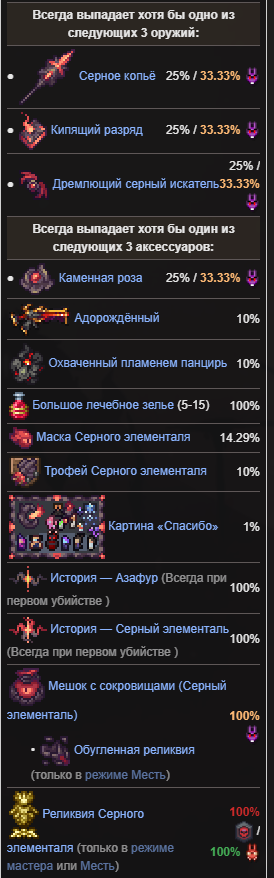 Всегда выпадает хотя бы одно из
следующих 3 оружий:
• Серное копьё 25% / 33.33%
• Кипящий разряд 25% / 33.33%
25% /
• Дремлющий серный искатель 33.33%
Всегда выпадает хотя бы один из
следующих 3 аксессуаров:
• Каменная роза 25% / 33.33%
Адорождённый 10%
Охваченный пламенем панцирь 10%
Большое лечебное зелье (5-15) 100%
Маска Серного элементаля 14.29%
Трофей Серного элементаля 10%
Картина «Спасибо» 1%
История — Азафур (Всегда при
первом убийстве ) 100%
История — Серный элементаль
(Всегда при первом убийстве ) 100%
Мешок с сокровищами (Серный
элементаль) 100%
• Обугленная реликвия
(только в режиме Месть)
Реликвия Серного 100%
/
элементаля (только в режиме 100%
мастера или Месть)